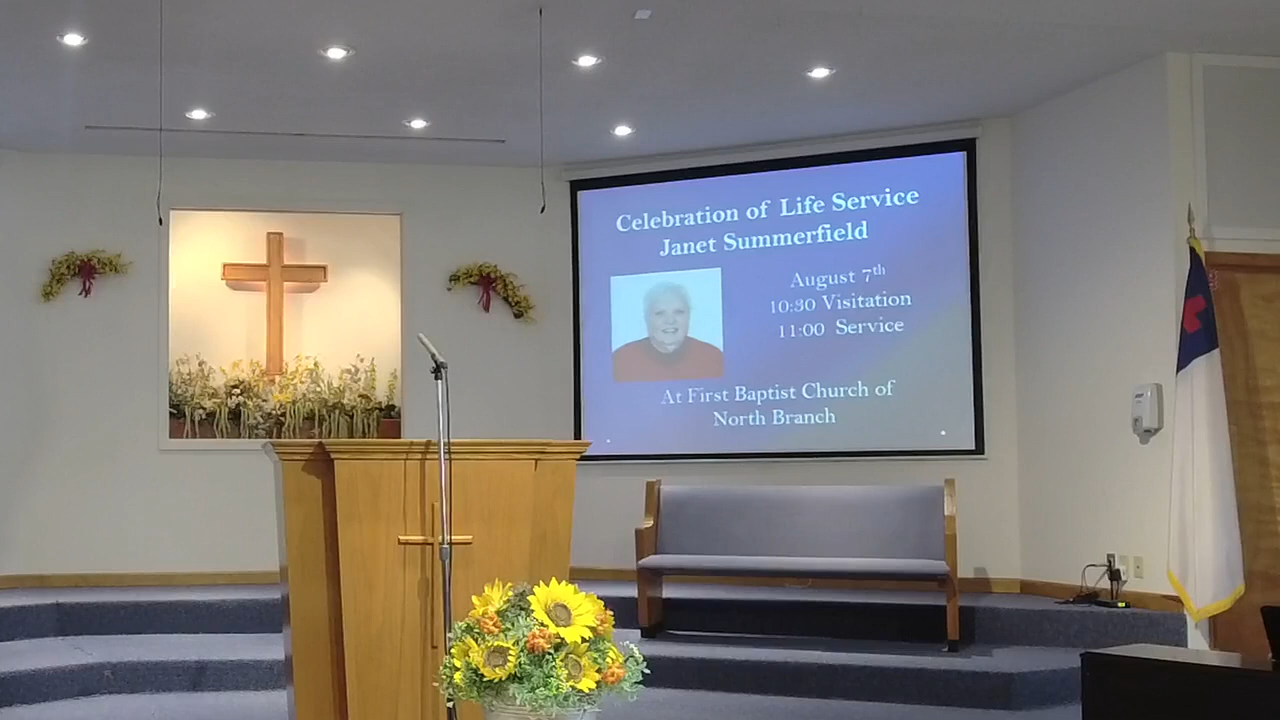 Celebration of Life Service
Janet Summerfield
August 7th
10:30 Visitation
11:00 Service
At First Baptist Church of
North Branch